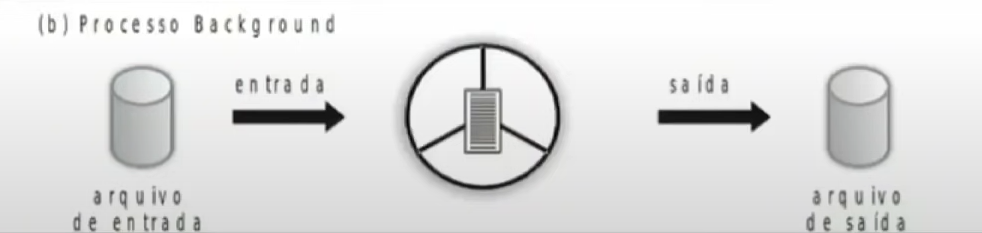 (b) Processo Background
entrada
saída
arquivo
de entrada
arquivo
de saída